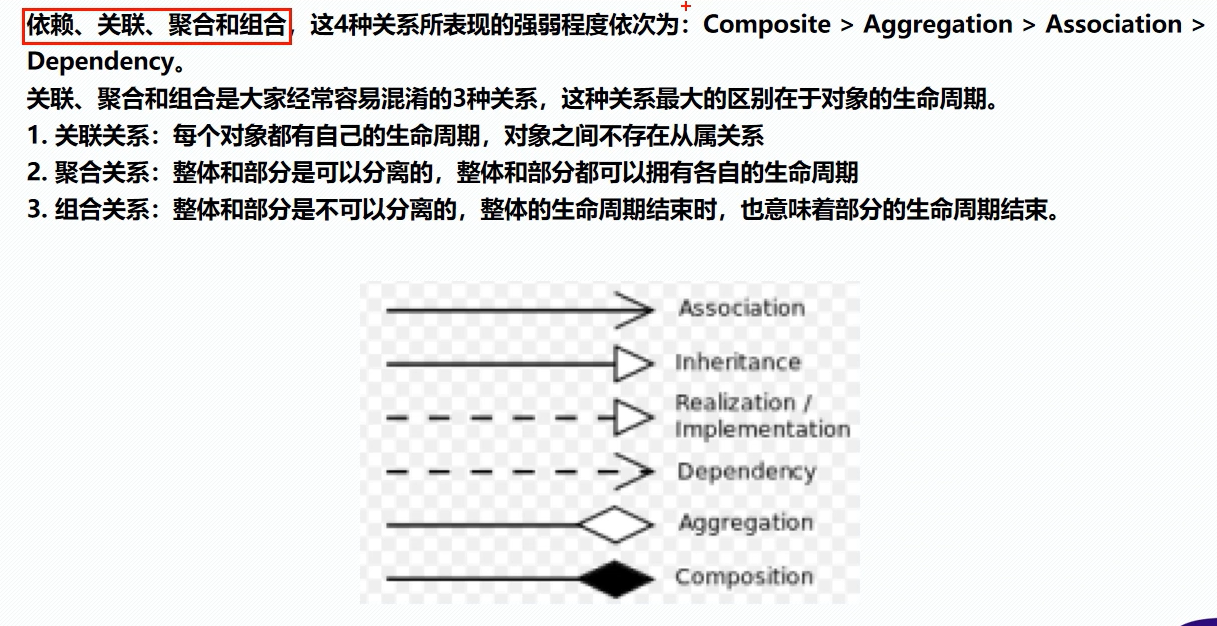 依赖、关联、聚合和组合，这4种关系所表现的强弱程度依次为：Composite > Aggregation > Association >
Dependency。
关联、聚合和组合是大家经常容易混淆的3种关系，这种关系最大的区别在于对象的生命周期。
1. 关联关系：每个对象都有自己的生命周期，对象之间不存在从属关系
2. 聚合关系：整体和部分是可以分离的，整体和部分都可以拥有各自的生命周期
3. 组合关系：整体和部分是不可以分离的，整体的生命周期结束时，也意味着部分的生命周期结束。
Association
Inheritance
Realization /
Implementation
Dependency
Aggregation
Composition